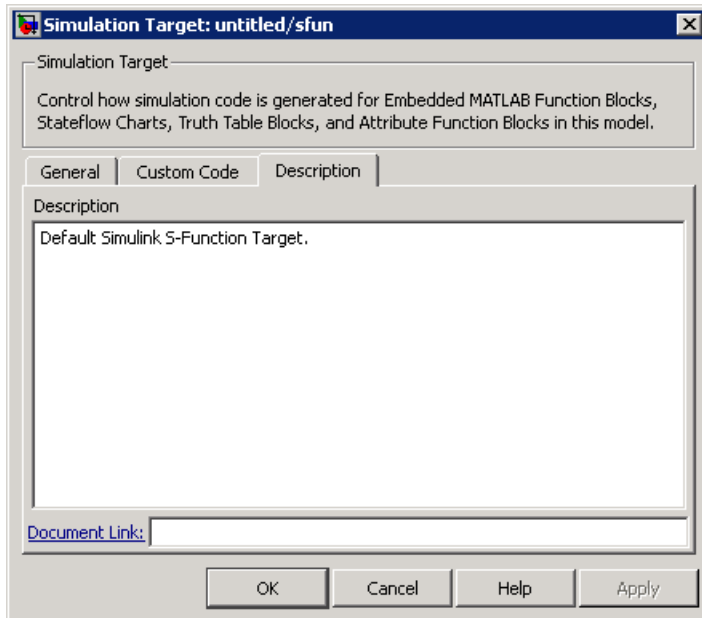 Simulation Target: untitled/sfun
Simulation Target
Control how simulation code is generated for Embedded MATLAB Function Blocks,
Stateflow Charts, Truth Table Blocks, and Attribute Function Blocks in this model.
General Custom Code Description
Description
Default Simulink S-Function Target.
Document Link:
OK Cancel Help Apply